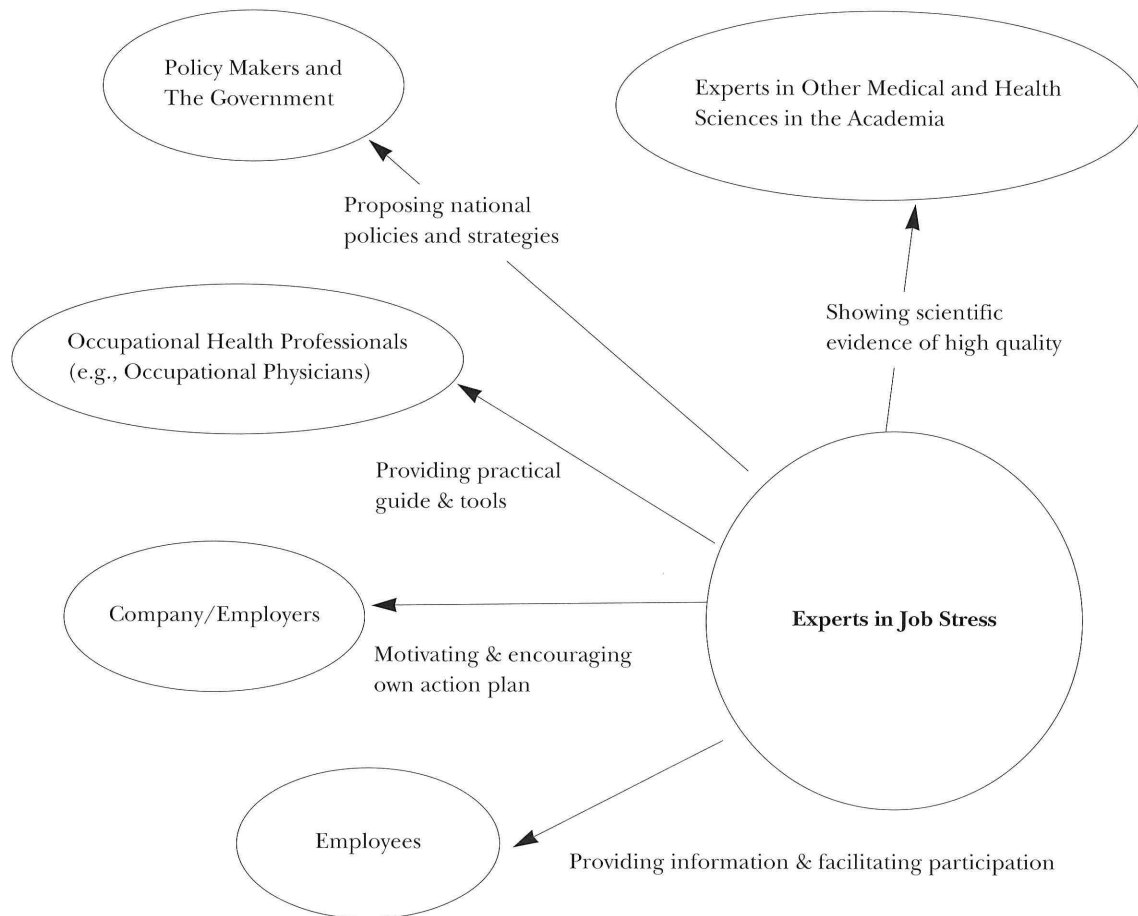 Policy Makers and
The Government
Experts in Other Medical and Health
Sciences in the Academia
Proposing national
policies and strategies
Showing scientific
evidence of high quality
Occupational Health Professionals
(e.g., Occupational Physicians)
Providing practical
guide & tools
Company/Employers
Experts in Job Stress
Motivating & encouraging
own action plan
Employees
Providing information & facilitating participation